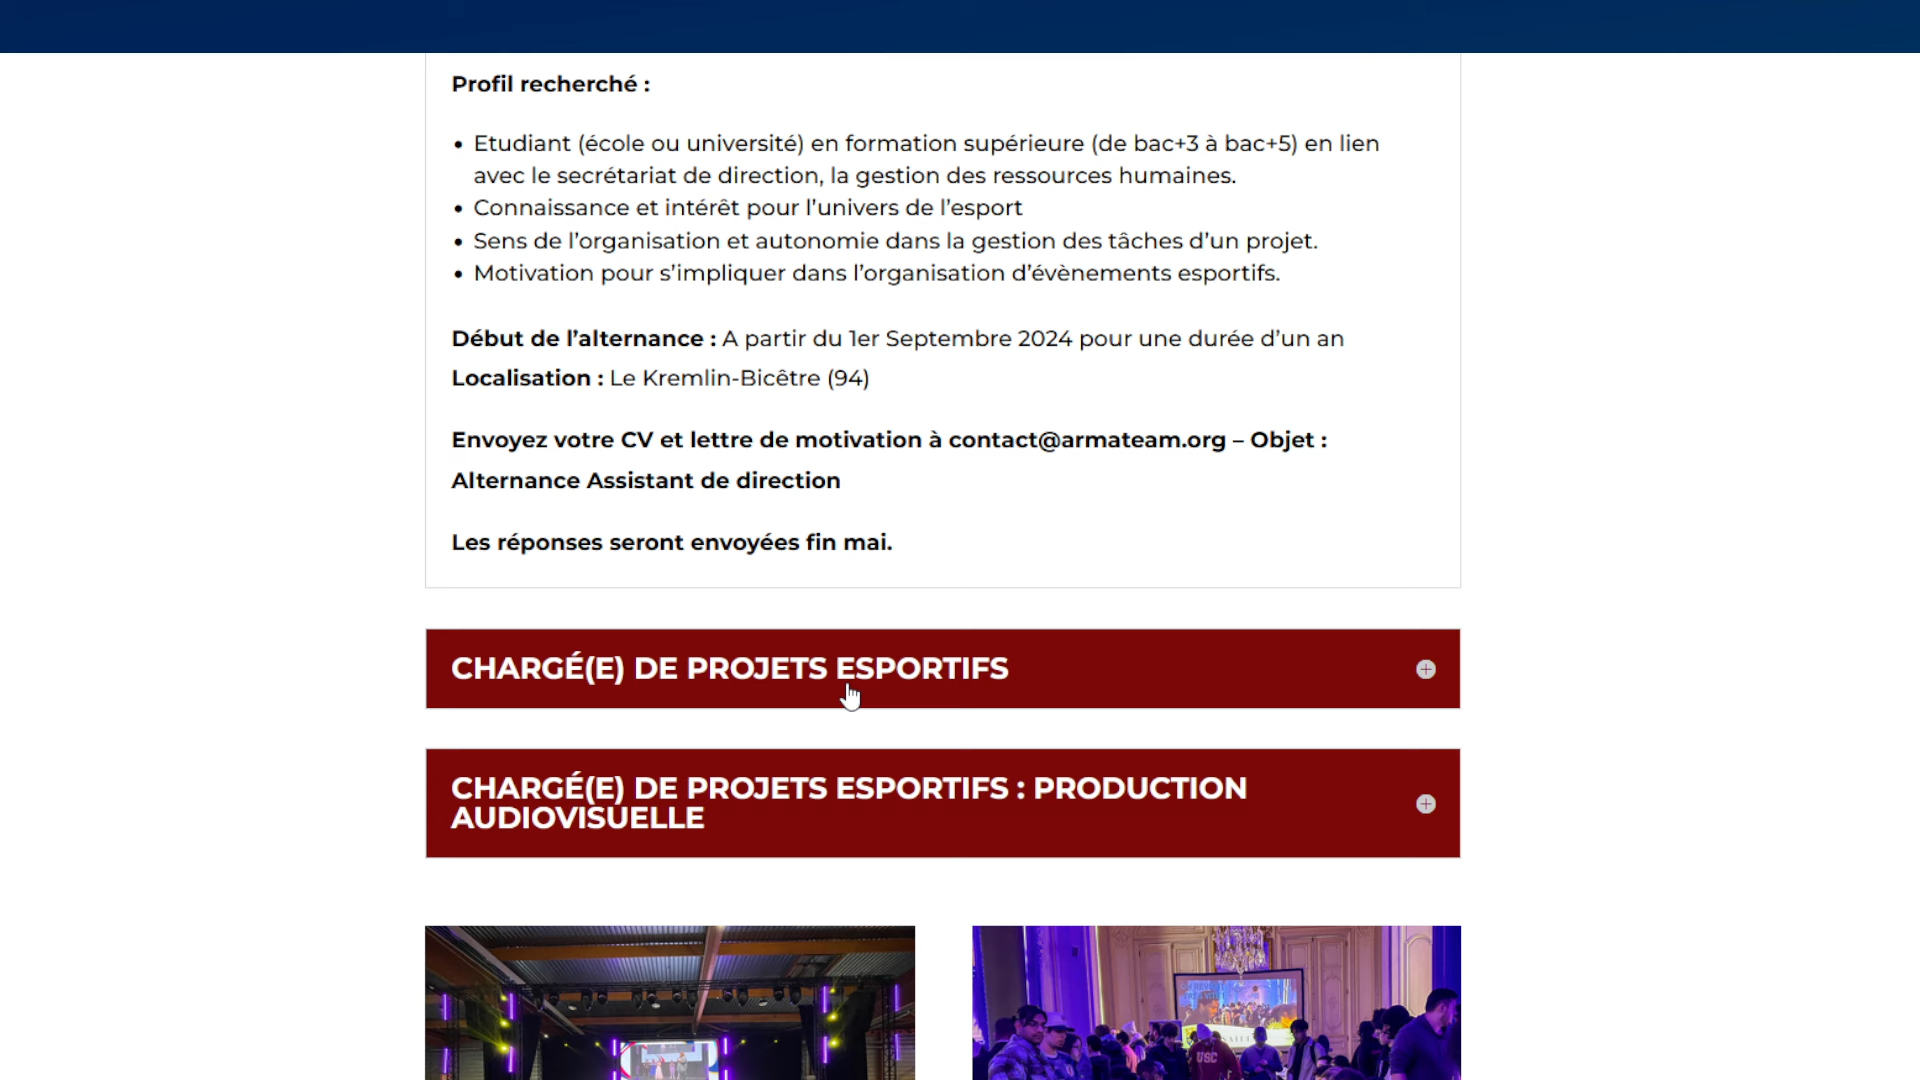 Profil recherché :
• Etudiant (école ou université) en formation supérieure (de bac+3 à bac+5) en lien
avec le secrétariat de direction, la gestion des ressources humaines.
• Connaissance et intérêt pour l’univers de l’esport
• Sens de l’organisation et autonomie dans la gestion des tâches d’un projet.
• Motivation pour s’impliquer dans l’organisation d’évènements esportifs.
Début de l’alternance : A partir du 1er Septembre 2024 pour une durée d’un an
Localisation : Le Kremlin-Bicêtre (94)
Envoyez votre CV et lettre de motivation à contact@armateam.org – Objet :
Alternance Assistant de direction
Les réponses seront envoyées fin mai.
CHARGÉ(E) DE PROJETS ESPORTIFS
CHARGÉ(E) DE PROJETS ESPORTIFS : PRODUCTION
AUDIOVISUELLE
USC